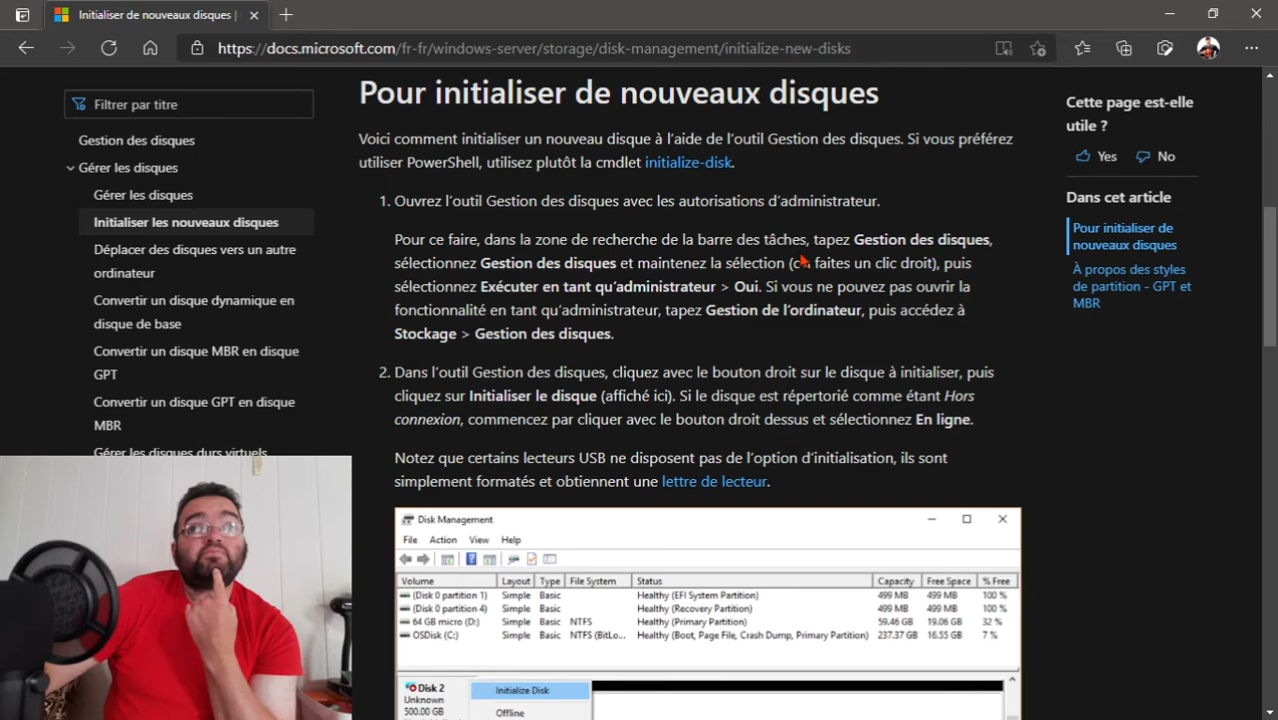 Initialiser de nouveaux disques |
https://docs.microsoft.com/fr-fr/windows-server/storage/disk-management/initialize-new-disks
Filtrer par titre
Gestion des disques
Gérer les disques
Gérer les disques
Initialiser les nouveaux disques
Déplacer des disques vers un autre
ordinateur
Convertir un disque dynamique en
disque de base
Convertir un disque MBR en disque
GPT
Convertir un disque GPT en disque
MBR
Gérer les disques durs virtuels
Pour initialiser de nouveaux disques
Voici comment initialiser un nouveau disque à l’aide de l’outil Gestion des disques. Si vous préférez
utiliser PowerShell, utilisez plutôt la cmdlet initialize-disk.
1. Ouvrez l’outil Gestion des disques avec les autorisations d’administrateur.
Pour ce faire, dans la zone de recherche de la barre des tâches, tapez Gestion des disques,
sélectionnez Gestion des disques et maintenez la sélection (ou faites un clic droit), puis
sélectionnez Exécuter en tant qu’administrateur > Oui. Si vous ne pouvez pas ouvrir la
fonctionnalité en tant qu’administrateur, tapez Gestion de l’ordinateur, puis accédez à
Stockage > Gestion des disques.
2. Dans l’outil Gestion des disques, cliquez avec le bouton droit sur le disque à initialiser, puis
cliquez sur Initialiser le disque (affiché ici). Si le disque est répertorié comme étant Hors
connexion, commencez par cliquer avec le bouton droit dessus et sélectionnez En ligne.
Notez que certains lecteurs USB ne disposent pas de l’option d’initialisation, ils sont
simplement formatés et obtiennent une lettre de lecteur.
Disk Management
File Action View Help
Volume Layout Type File System Status Capacity Free Space % Free
(Disk 0 partition 1) Simple Basic Healthy (EFI System Partition) 499 MB 499 MB 100 %
(Disk 0 partition 4) Simple Basic Healthy (Recovery Partition) 499 MB 499 MB 100 %
64 GB micro (D:) Simple Basic NTFS Healthy (Primary Partition) 59.46 GB 19.06 GB 32 %
OSDisk (C:) Simple Basic NTFS (BitLo... Healthy (Boot, Page File, Crash Dump, Primary Partition) 237.37 GB 16.55 GB 7 %
Disk 2
Unknown
500.00 GB
Initialize Disk
Offline
Cette page est-elle
utile ?
Yes No
Dans cet article
Pour initialiser de
nouveaux disques
À propos des styles
de partition - GPT et
MBR